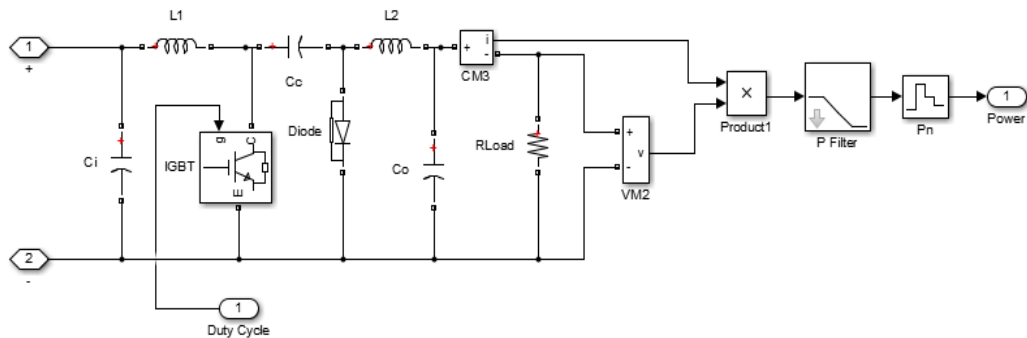 L1
L2
1
+
Cc
i
+
-
CM3
Ci
g
C
IGBT
E
Diode
Co
RLoad
+
v
-
VM2
×
Product1
P Filter
Pn
1
Power
2
-
1
Duty Cycle